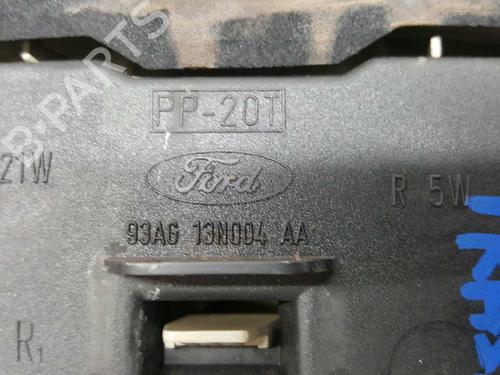 PP-20T
Ford
21W
R 5W
93AG 13N004 AA
R1
B-PARTS